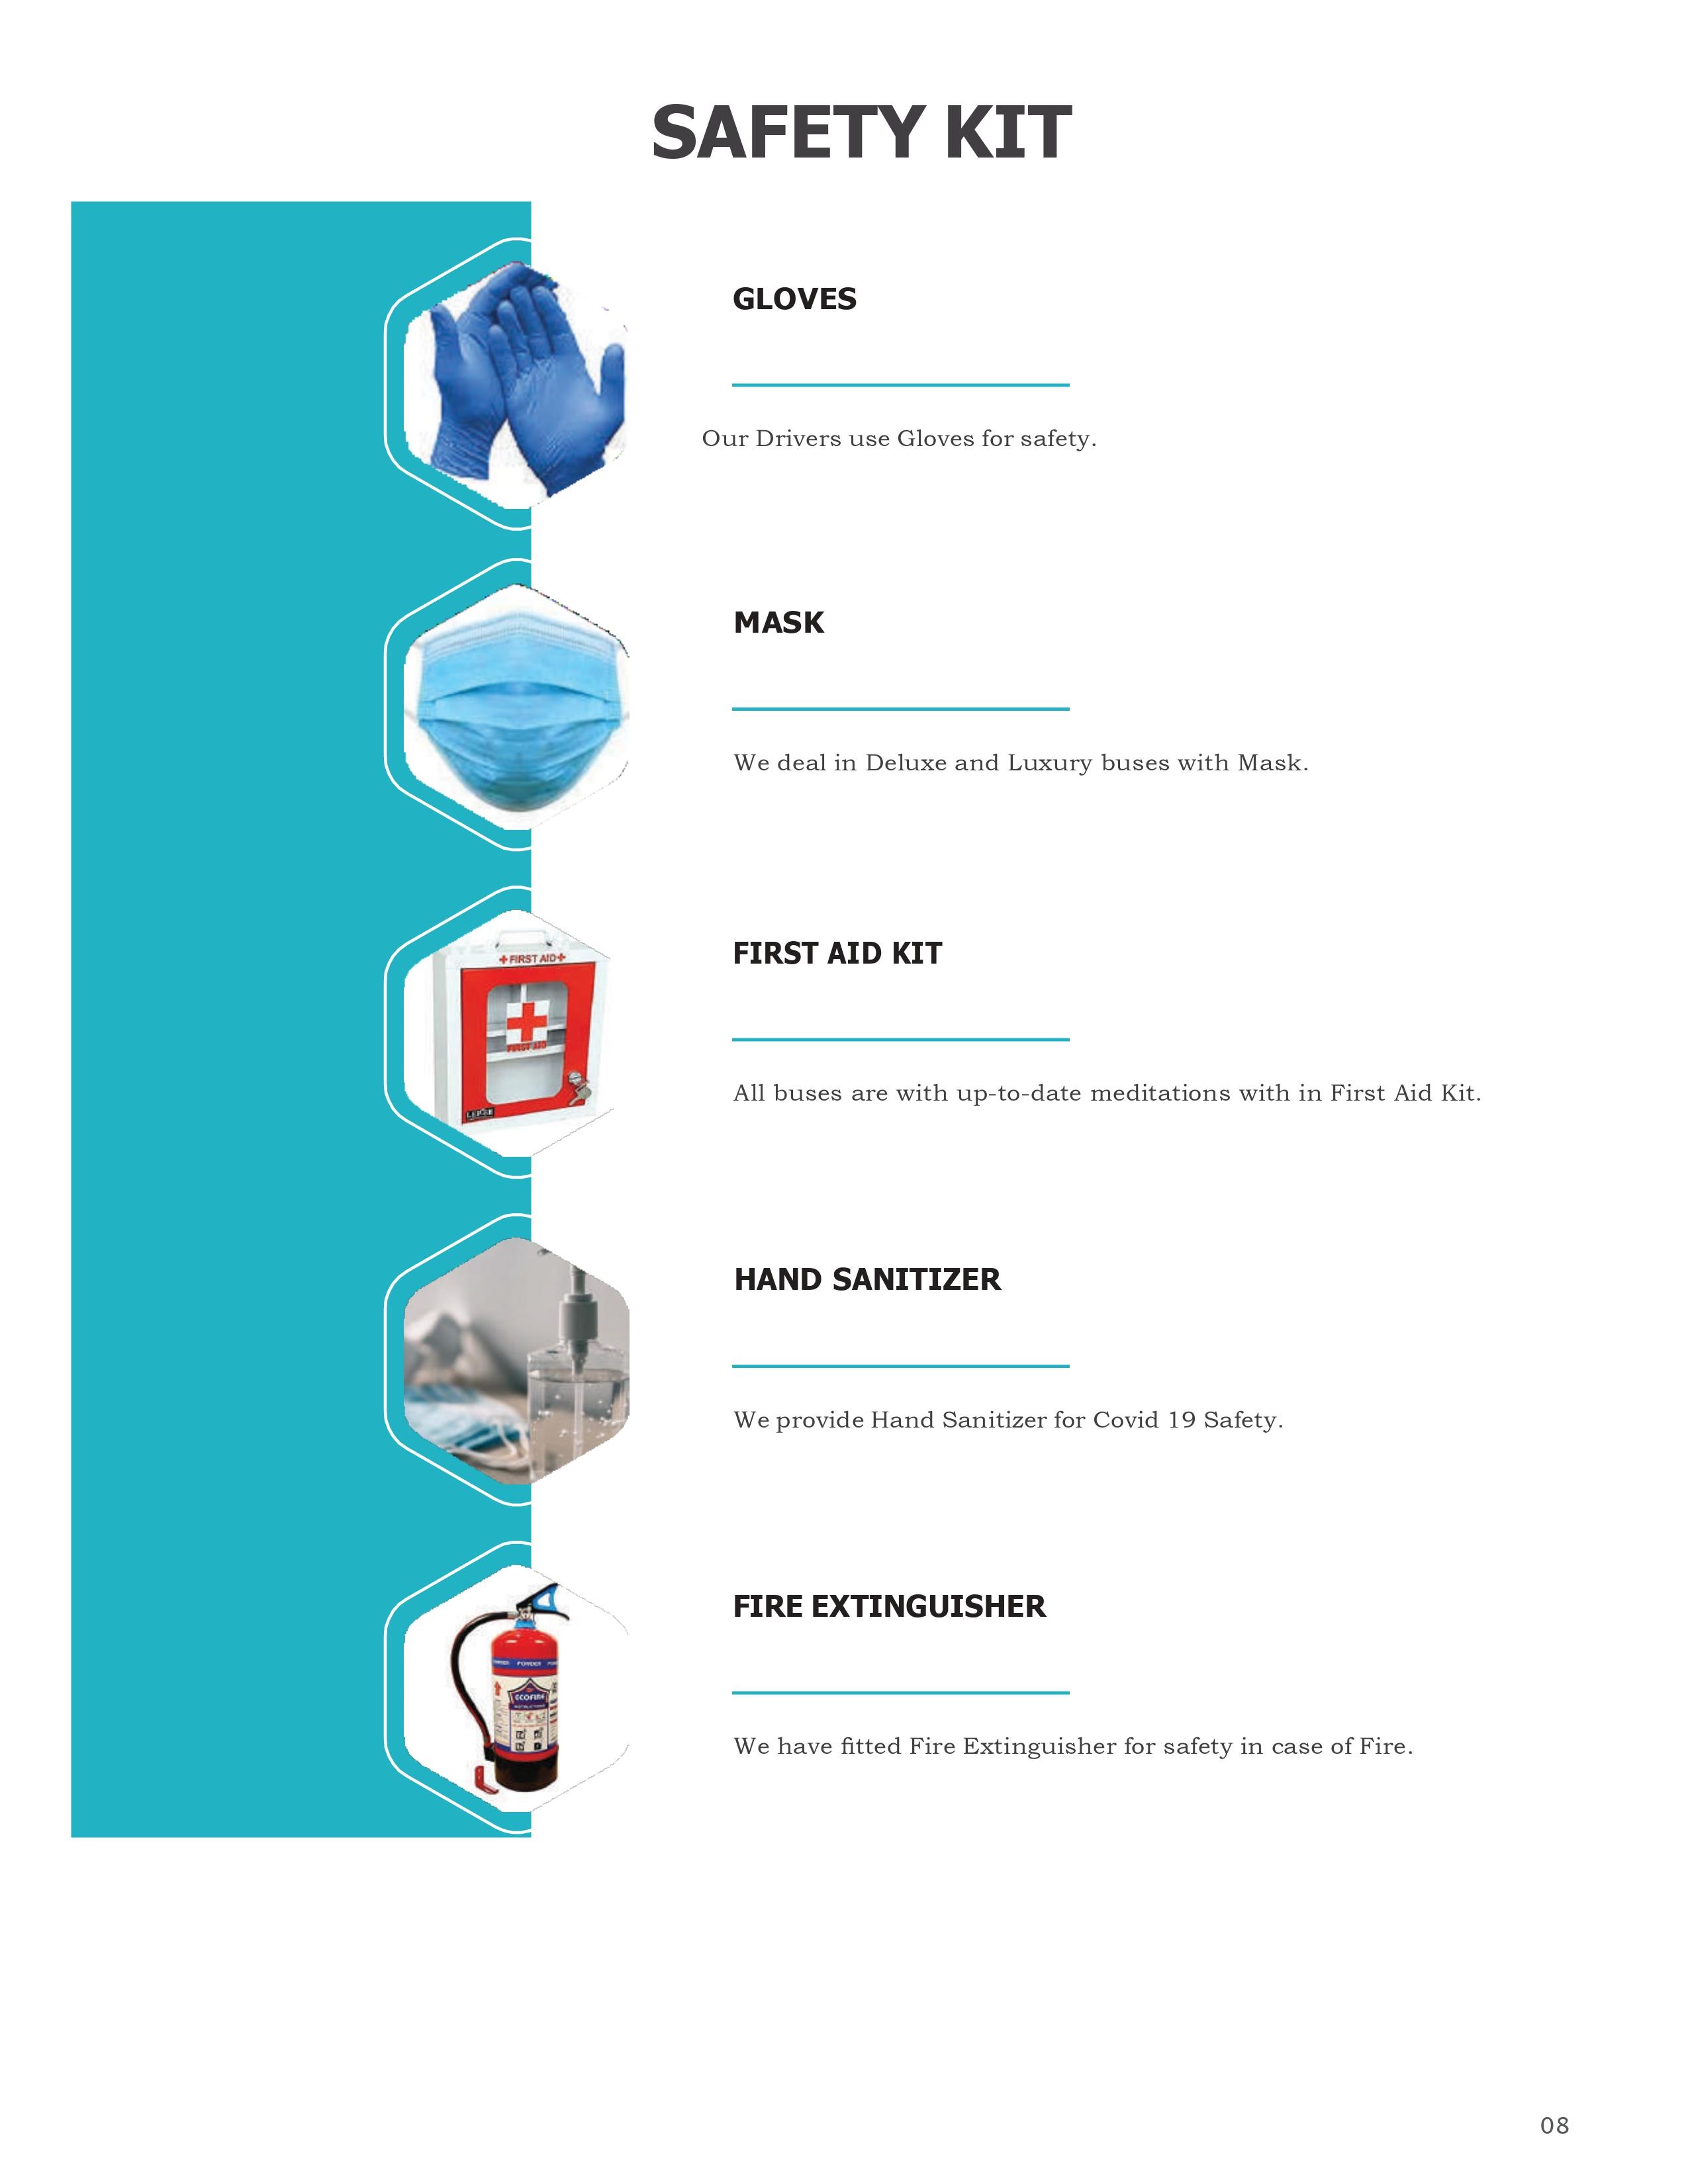 SAFETY KIT
GLOVES
Our Drivers use Gloves for safety.
MASK
We deal in Deluxe and Luxury buses with Mask.
+ FIRST AID +
FIRST AID
FIRST AID KIT
All buses are with up-to-date meditations with in First Aid Kit.
HAND SANITIZER
We provide Hand Sanitizer for Covid 19 Safety.
POWDER
ECOFIRE
FIRE EXTINGUISHER
We have fitted Fire Extinguisher for safety in case of Fire.
08